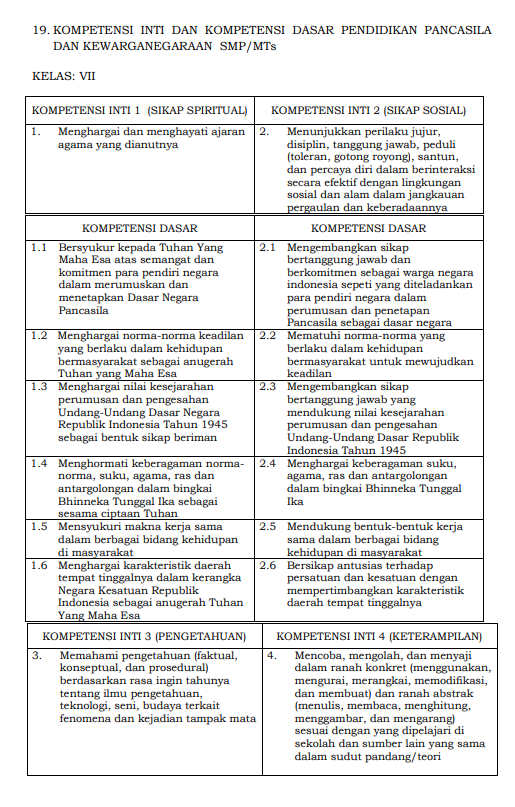 19. KOMPETENSI INTI DAN KOMPETENSI DASAR PENDIDIKAN PANCASILA
DAN KEWARGANEGARAAN SMP/MTs
KELAS: VII
KOMPETENSI INTI 1 (SIKAP SPIRITUAL)
KOMPETENSI INTI 2 (SIKAP SOSIAL)
1. Menghargai dan menghayati ajaran
agama yang dianutnya
2. Menunjukkan perilaku jujur,
disiplin, tanggung jawab, peduli
(toleran, gotong royong), santun,
dan percaya diri dalam berinteraksi
secara efektif dengan lingkungan
sosial dan alam dalam jangkauan
pergaulan dan keberadaannya
KOMPETENSI DASAR
KOMPETENSI DASAR
1.1 Bersyukur kepada Tuhan Yang
Maha Esa atas semangat dan
komitmen para pendiri negara
dalam merumuskan dan
menetapkan Dasar Negara
Pancasila
2.1 Mengembangkan sikap
bertanggung jawab dan
berkomitmen sebagai warga negara
indonesia sepeti yang diteladankan
para pendiri negara dalam
perumusan dan penetapan
Pancasila sebagai dasar negara
1.2 Menghargai norma-norma keadilan
yang berlaku dalam kehidupan
bermasyarakat sebagai anugerah
Tuhan yang Maha Esa
2.2 Mematuhi norma-norma yang
berlaku dalam kehidupan
bermasyarakat untuk mewujudkan
keadilan
1.3 Menghargai nilai kesejarahan
perumusan dan pengesahan
Undang-Undang Dasar Negara
Republik Indonesia Tahun 1945
sebagai bentuk sikap beriman
2.3 Mengembangkan sikap
bertanggung jawab yang
mendukung nilai kesejarahan
perumusan dan pengesahan
Undang-Undang Dasar Republik
Indonesia Tahun 1945
1.4 Menghormati keberagaman norma-
norma, suku, agama, ras dan
antargolongan dalam bingkai
Bhinneka Tunggal Ika sebagai
sesama ciptaan Tuhan
2.4 Menghargai keberagaman suku,
agama, ras dan antargolongan
dalam bingkai Bhinneka Tunggal
Ika
1.5 Mensyukuri makna kerja sama
dalam berbagai bidang kehidupan
di masyarakat
2.5 Mendukung bentuk-bentuk kerja
sama dalam berbagai bidang
kehidupan di masyarakat
1.6 Menghargai karakteristik daerah
tempat tinggalnya dalam kerangka
Negara Kesatuan Republik
Indonesia sebagai anugerah Tuhan
Yang Maha Esa
2.6 Bersikap antusias terhadap
persatuan dan kesatuan dengan
mempertimbangkan karakteristik
daerah tempat tinggalnya
KOMPETENSI INTI 3 (PENGETAHUAN)
KOMPETENSI INTI 4 (KETERAMPILAN)
3. Memahami pengetahuan (faktual,
konseptual, dan prosedural)
berdasarkan rasa ingin tahunya
tentang ilmu pengetahuan,
teknologi, seni, budaya terkait
fenomena dan kejadian tampak mata
4. Mencoba, mengolah, dan menyaji
dalam ranah konkret (menggunakan,
mengurai, merangkai, memodifikasi,
dan membuat) dan ranah abstrak
(menulis, membaca, menghitung,
menggambar, dan mengarang)
sesuai dengan yang dipelajari di
sekolah dan sumber lain yang sama
dalam sudut pandang/teori